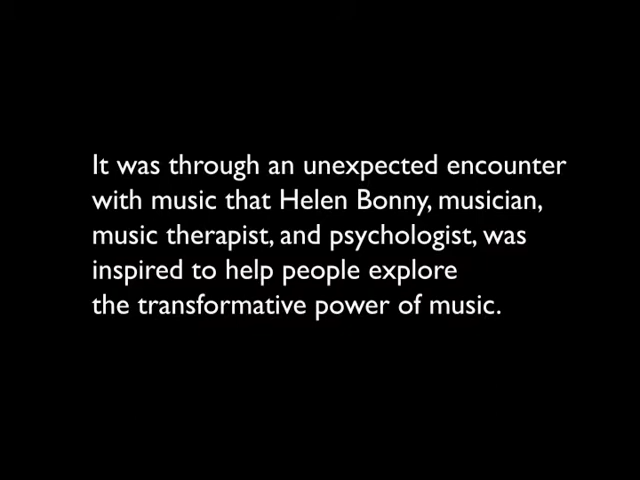 It was through an unexpected encounter
with music that Helen Bonny, musician,
music therapist, and psychologist, was
inspired to help people explore
the transformative power of music.